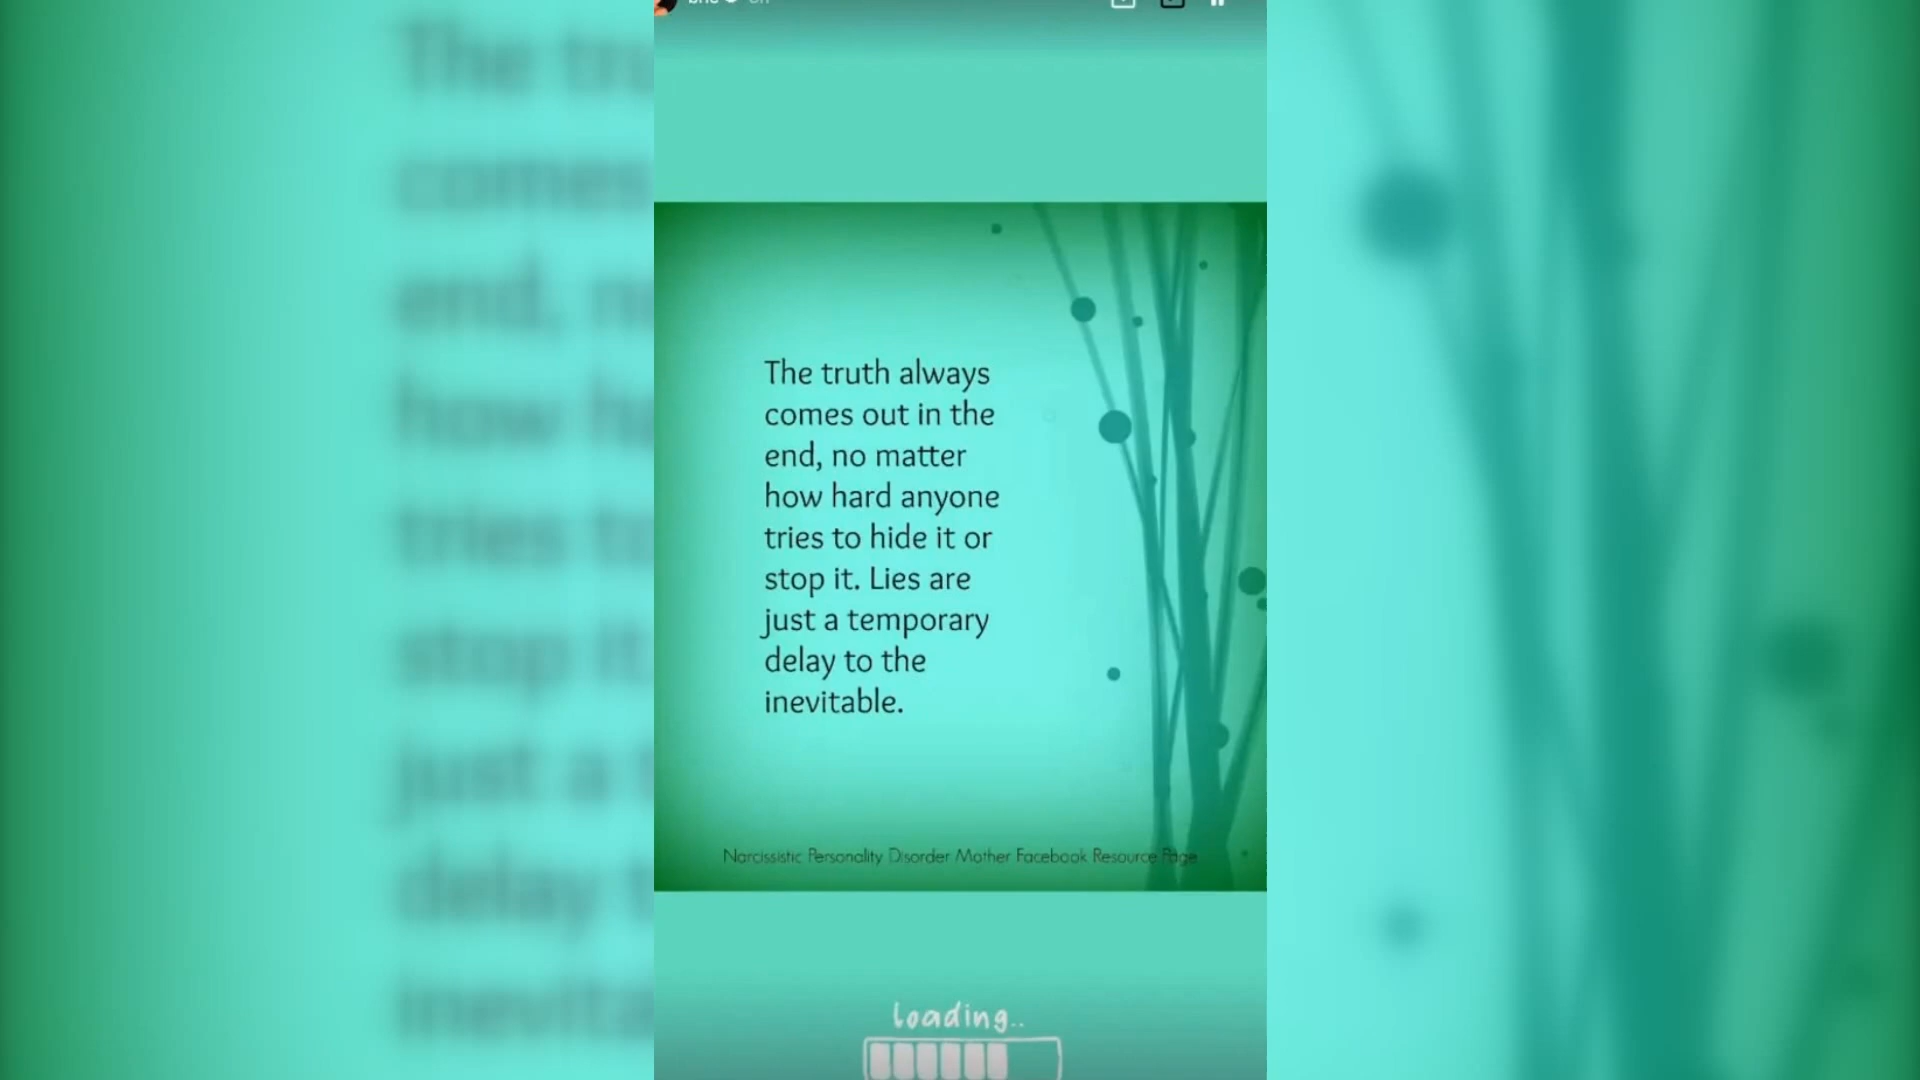 The truth always
comes out in the
end, no matter
how hard anyone
tries to hide it or
stop it. Lies are
just a temporary
delay to the
inevitable.
Narcissistic Personality Disorder Mother Facebook Resource Page
loading..